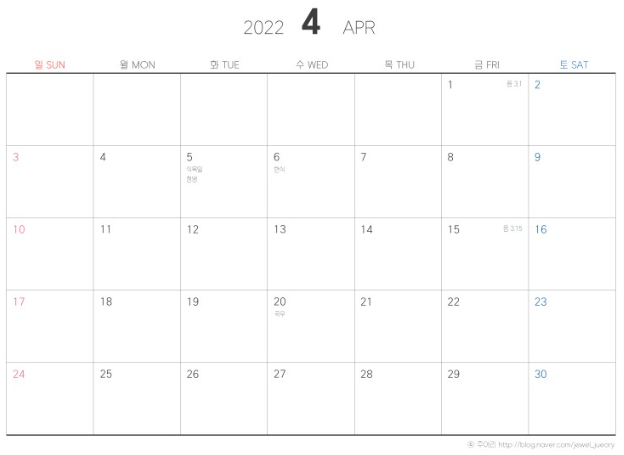 2022 4 APR
일 SUN 월 MON 화 TUE 수 WED 목 THU 금 FRI 토 SAT
1 음 3.1 2
3 4 5 6 7 8 9
식목일 한식
청명
10 11 12 13 14 15 음 3.15 16
17 18 19 20 21 22 23
곡우
24 25 26 27 28 29 30
ⓒ 주어리 http://blog.naver.com/jewel_jueory